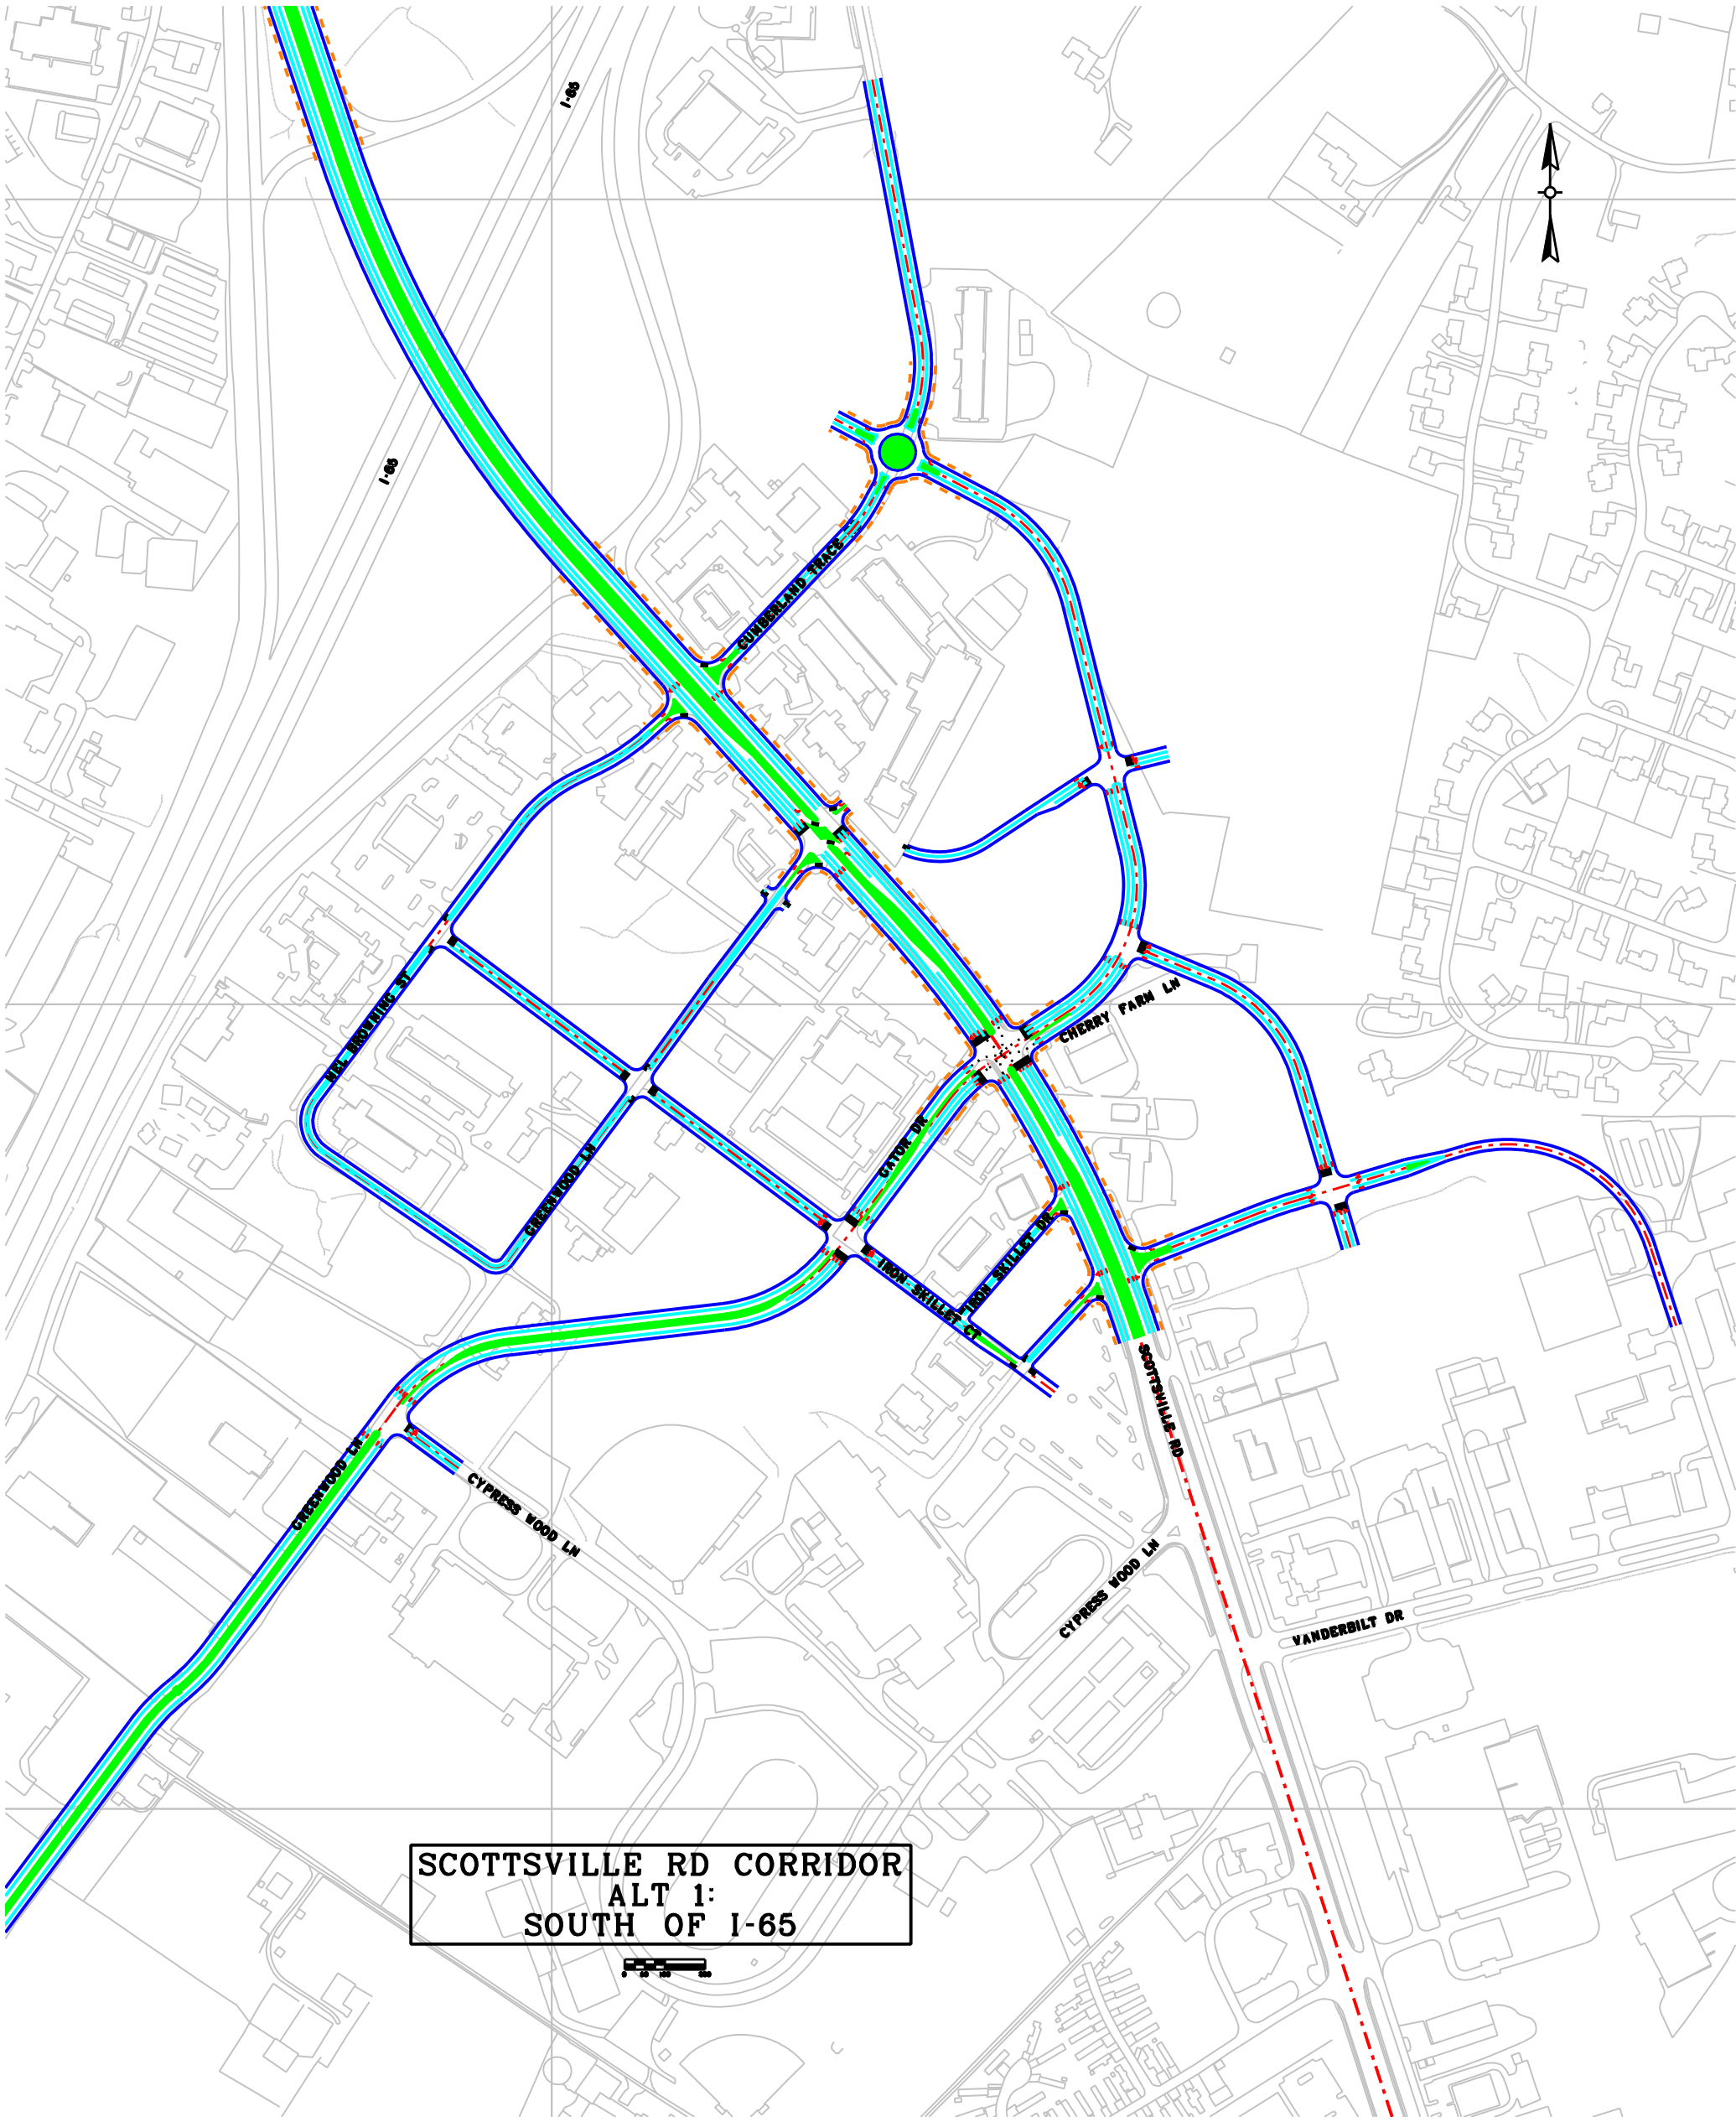 I-65
I-65
CUMBERLAND TRACE
MEL BROWNING ST
CHERRY FARM LN
GATOR DR
GREENWOOD LN
IRON SKILLET DR
IRON SKILLET CT
SCOTTSVILLE RD
GREENWOOD LN
CYPRESS WOOD LN
CYPRESS WOOD LN
VANDERBILT DR
SCOTTSVILLE RD CORRIDOR
ALT 1:
SOUTH OF I-65